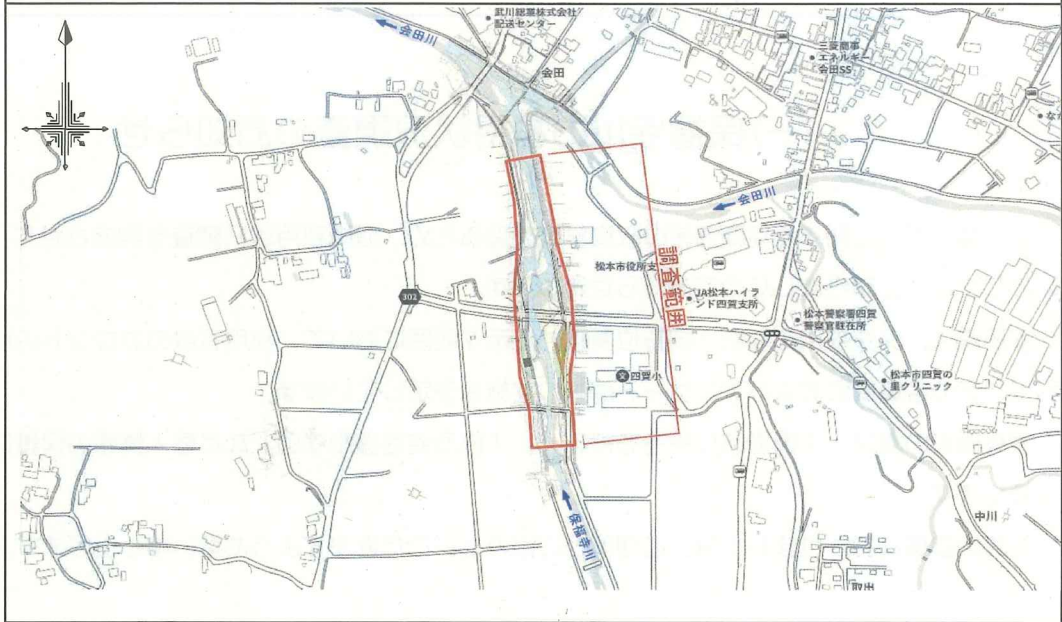 武川総業株式会社
配送センター
会田川
会田
三菱商事
エネルギー
会田SS
会田川
調査範囲
松本市役所支
JA松本ハイラ
ンド四賀支所
302
松本警察署四賀
警察官駐在所
文
四賀小
松本市四賀の
里クリニック
保福寺川
中川
取出